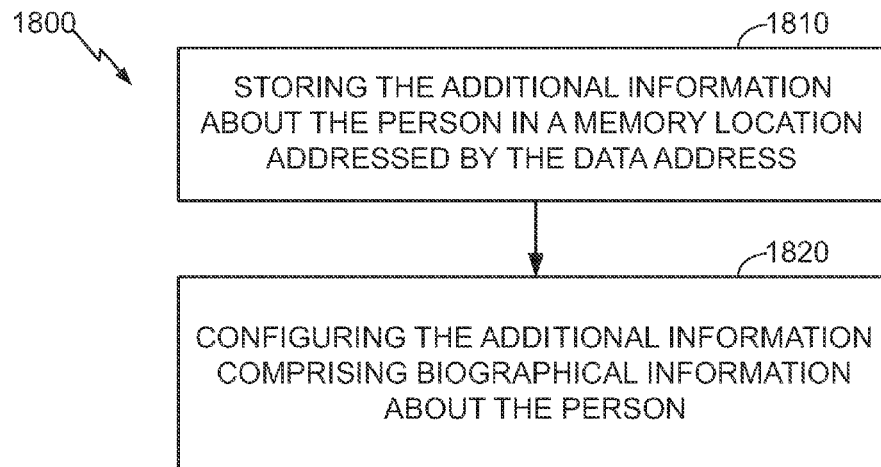 1800
1810
STORING THE ADDITIONAL INFORMATION
ABOUT THE PERSON IN A MEMORY LOCATION
ADDRESSED BY THE DATA ADDRESS
1820
CONFIGURING THE ADDITIONAL INFORMATION
COMPRISING BIOGRAPHICAL INFORMATION
ABOUT THE PERSON